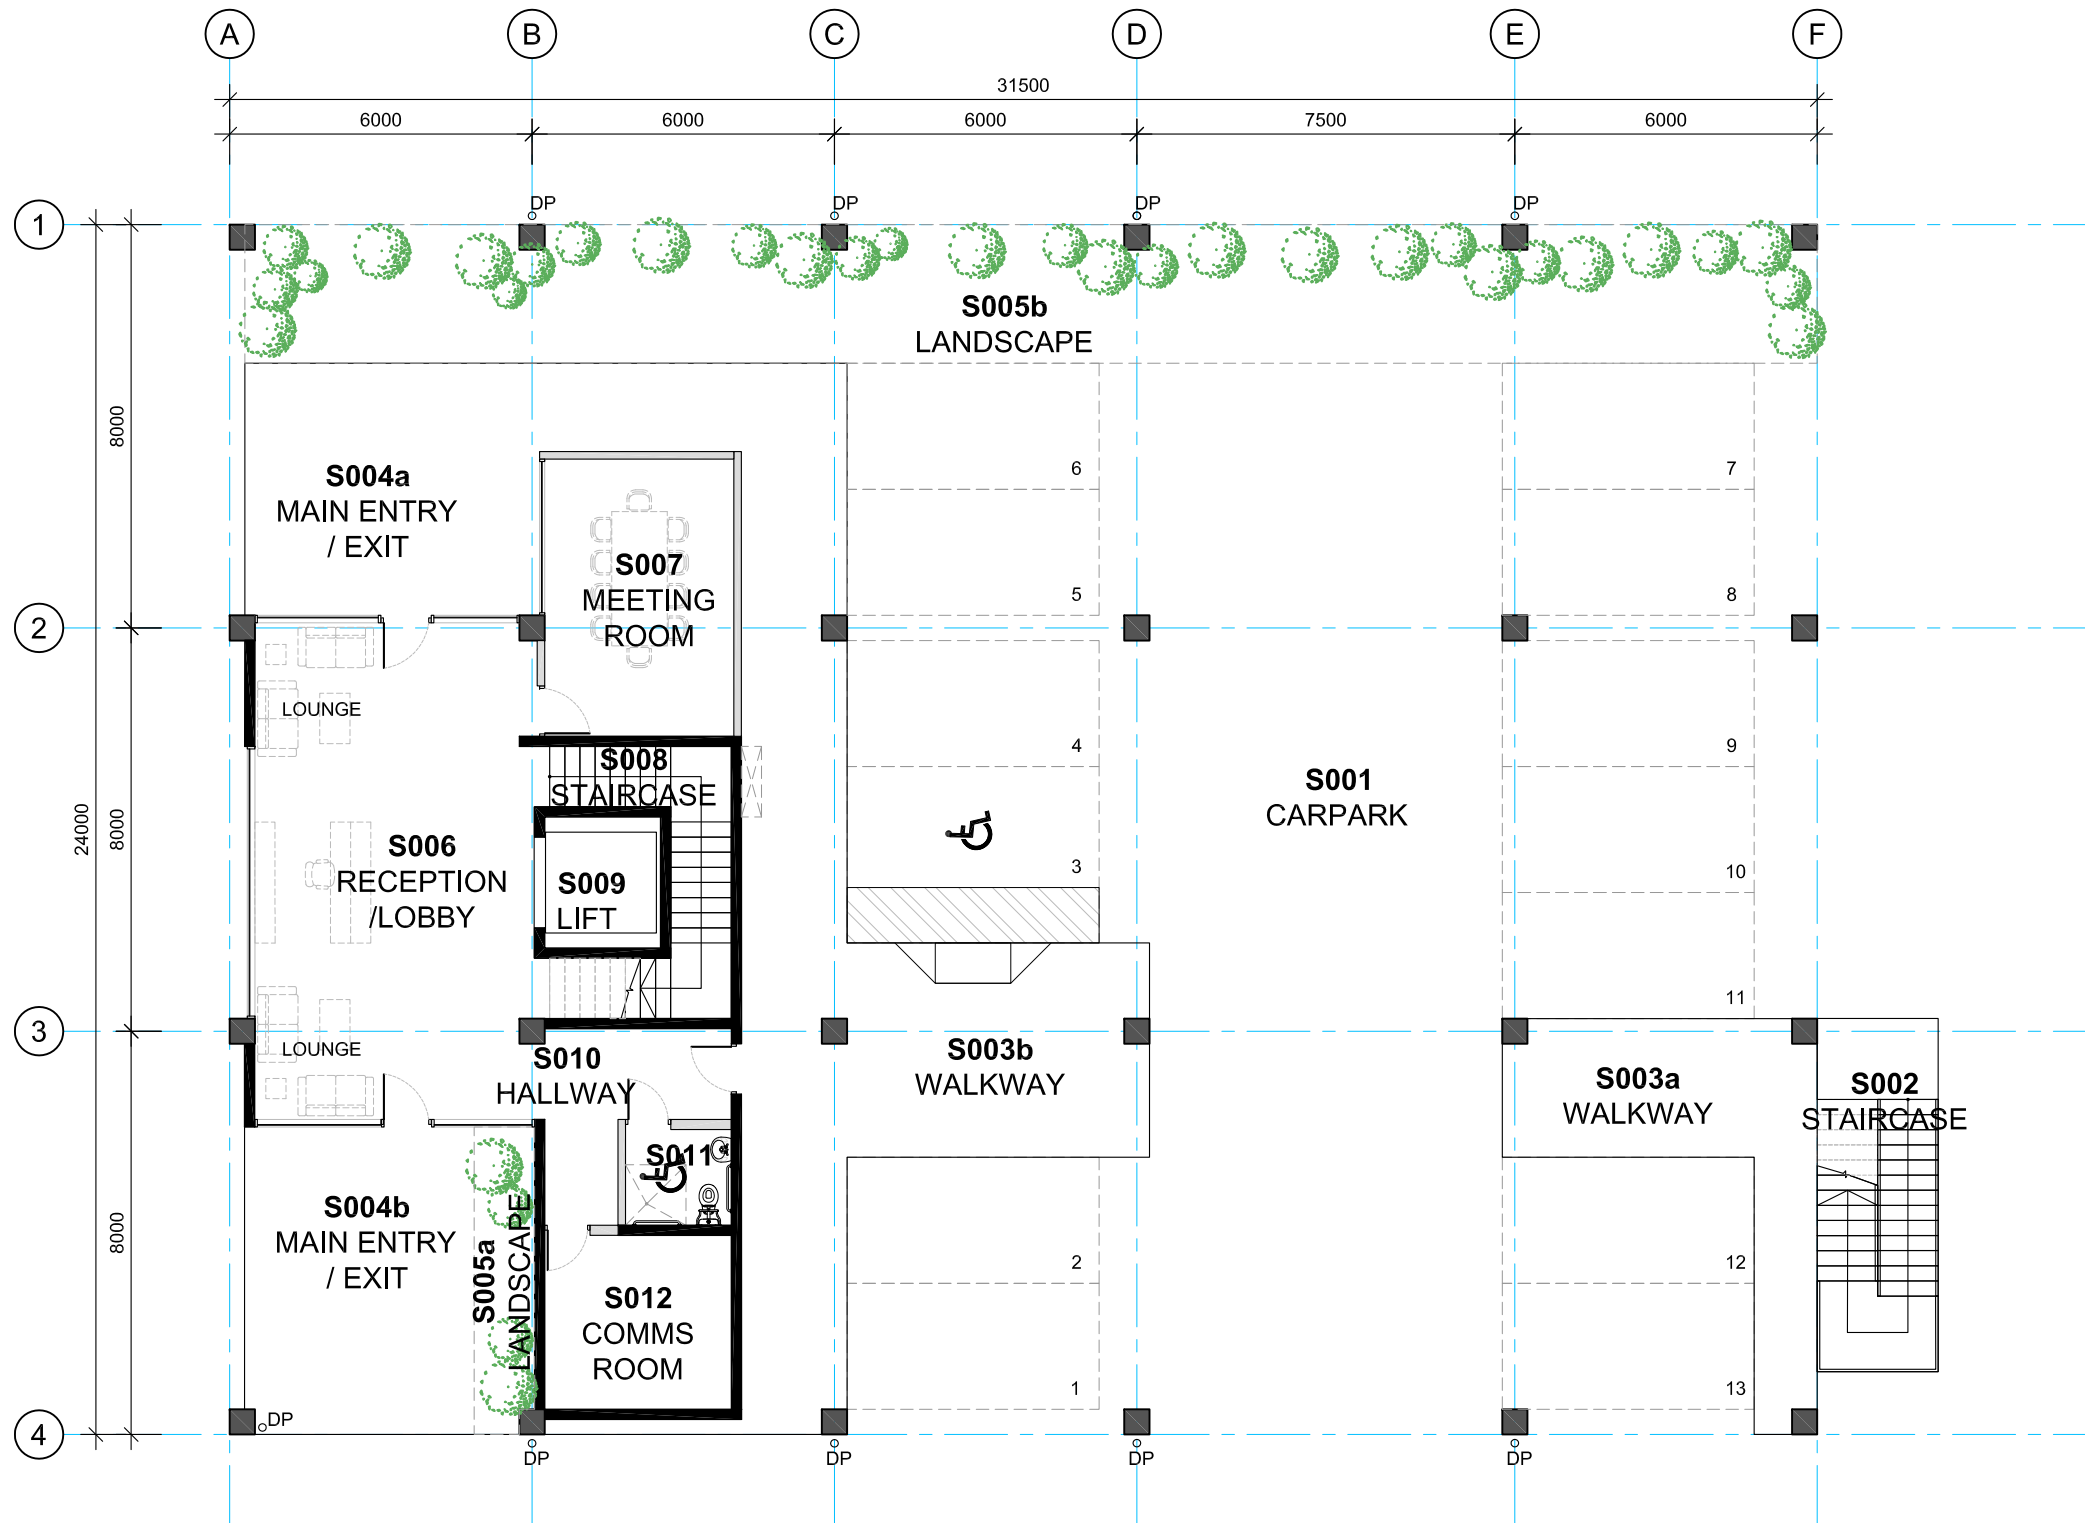 A
B
C
D
E
F
31500
6000
6000
6000
7500
6000
DP
DP
DP
DP
1
S005b
LANDSCAPE
8000
S004a
MAIN ENTRY
/ EXIT
6
7
S007
MEETING
ROOM
5
8
2
LOUNGE
4
9
S008
STAIRCASE
S001
CARPARK
24000
8000
S006
RECEPTION
/LOBBY
S009
LIFT
3
10
11
3
LOUNGE
S010
HALLWAY
S003b
WALKWAY
S003a
WALKWAY
S002
STAIRCASE
S011
8000
S004b
MAIN ENTRY
/ EXIT
S005a
LANDSCAPE
2
12
S012
COMMS
ROOM
1
13
4
DP
DP
DP
DP
DP